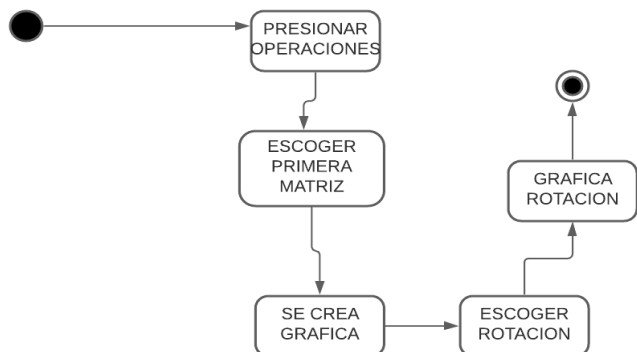 PRESIONAR
OPERACIONES
ESCOGER
PRIMERA
MATRIZ
SE CREA
GRAFICA
ESCOGER
ROTACION
GRAFICA
ROTACION